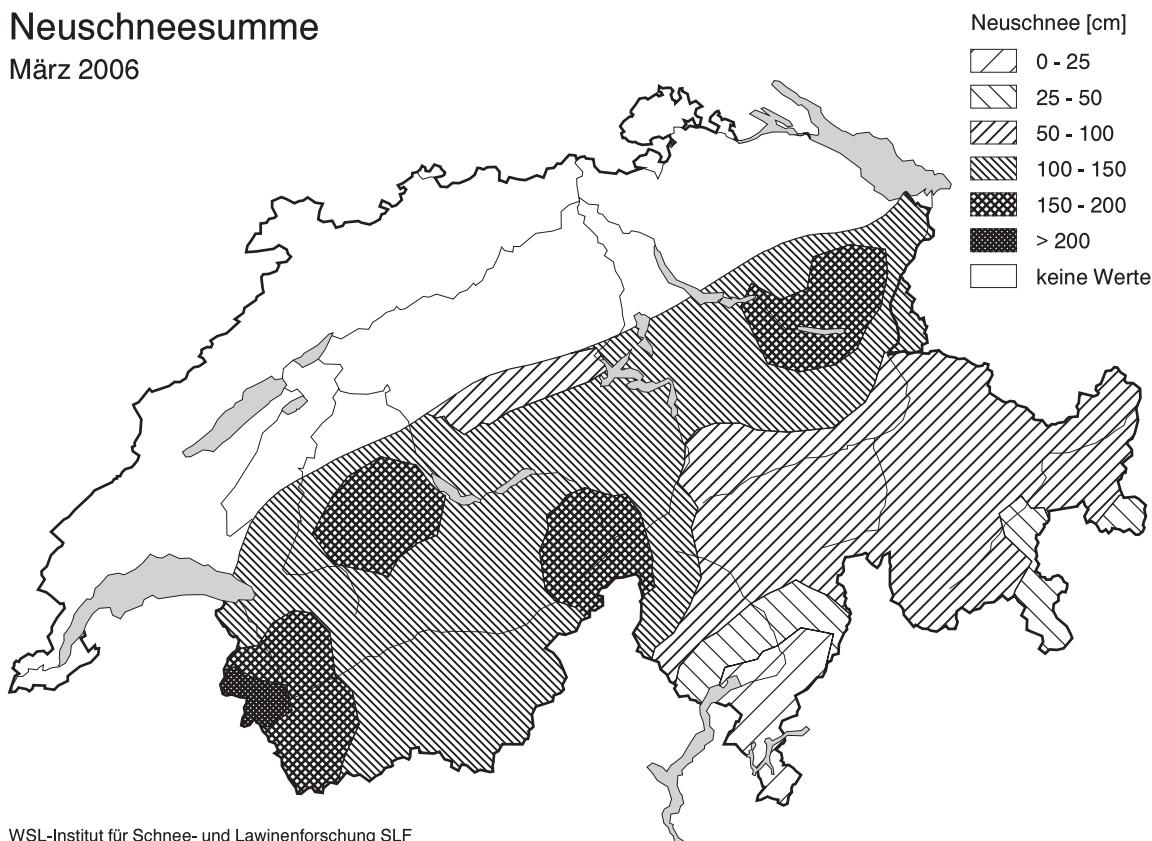 Neuschneesumme
März 2006
Neuschnee [cm]
0 - 25
25 - 50
50 - 100
100 - 150
150 - 200
> 200
keine Werte
WSL-Institut für Schnee- und Lawinenforschung SLF